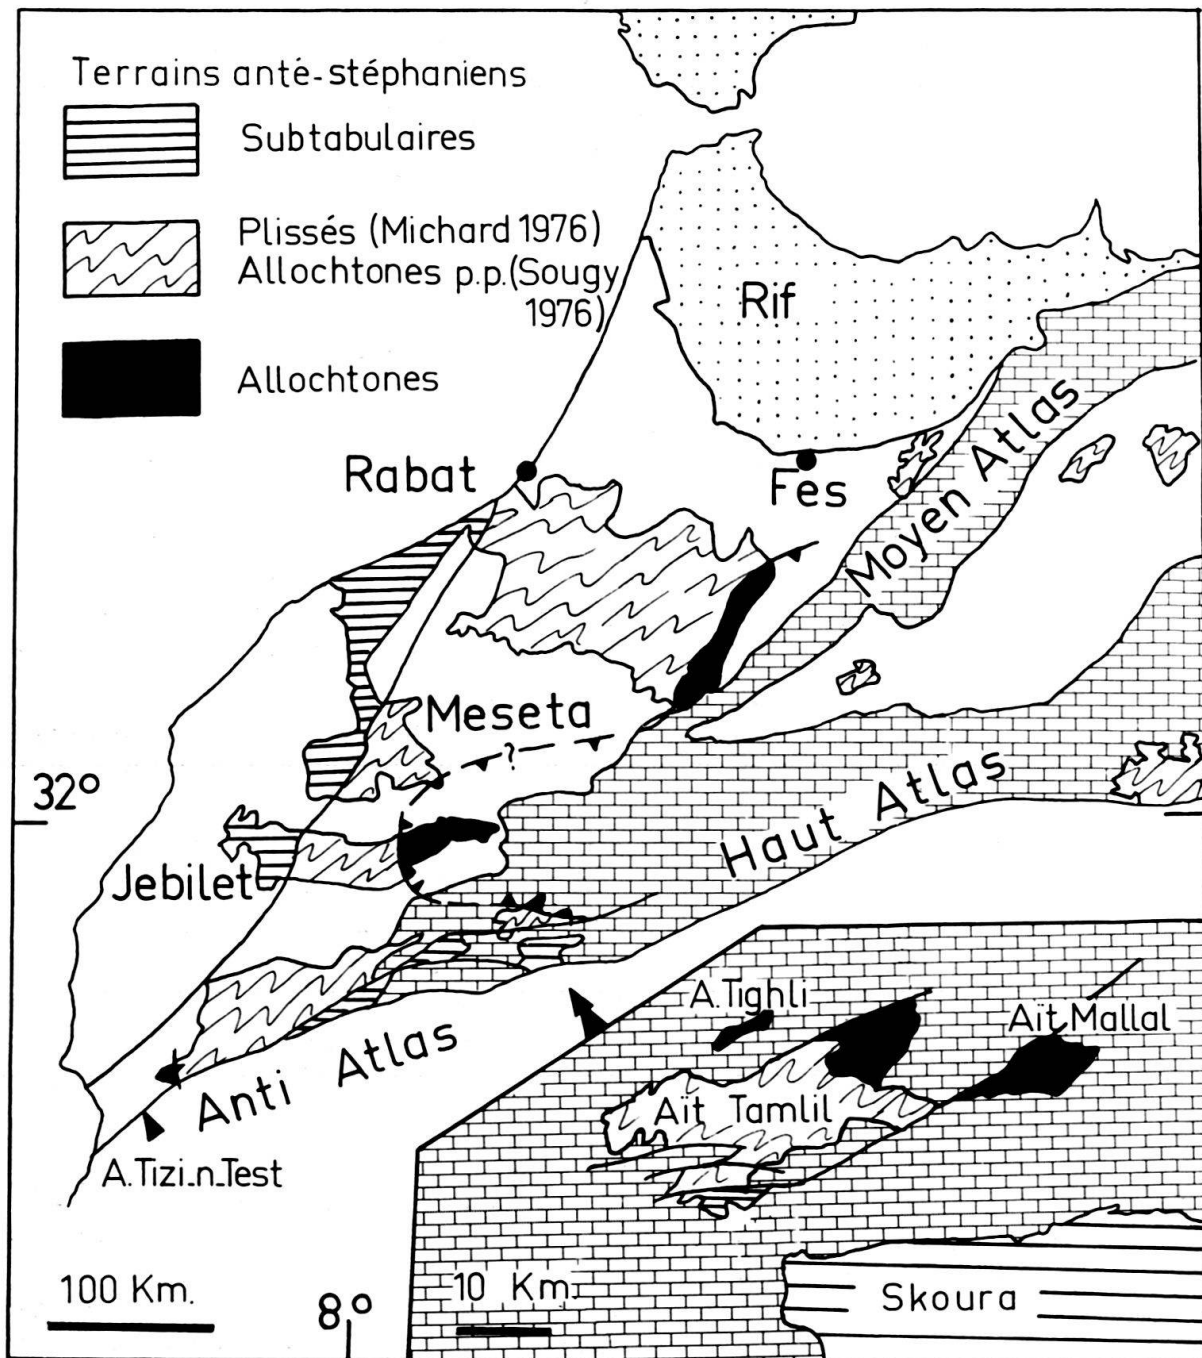 Terrains anté-stéphaniens
Subtabulaires
Plissés (Michard 1976)
Allochtones p.p.(Sougy
1976)
Allochtones
Rif
Rabat
Fès
Moyen Atlas
Meseta
?
32°
Haut Atlas
Jebilet
Anti Atlas
A.Tizi-n-Test
A.Tighli
Aït Mallal
Aït Tamlil
Skoura
100 Km.
8°
10 Km.